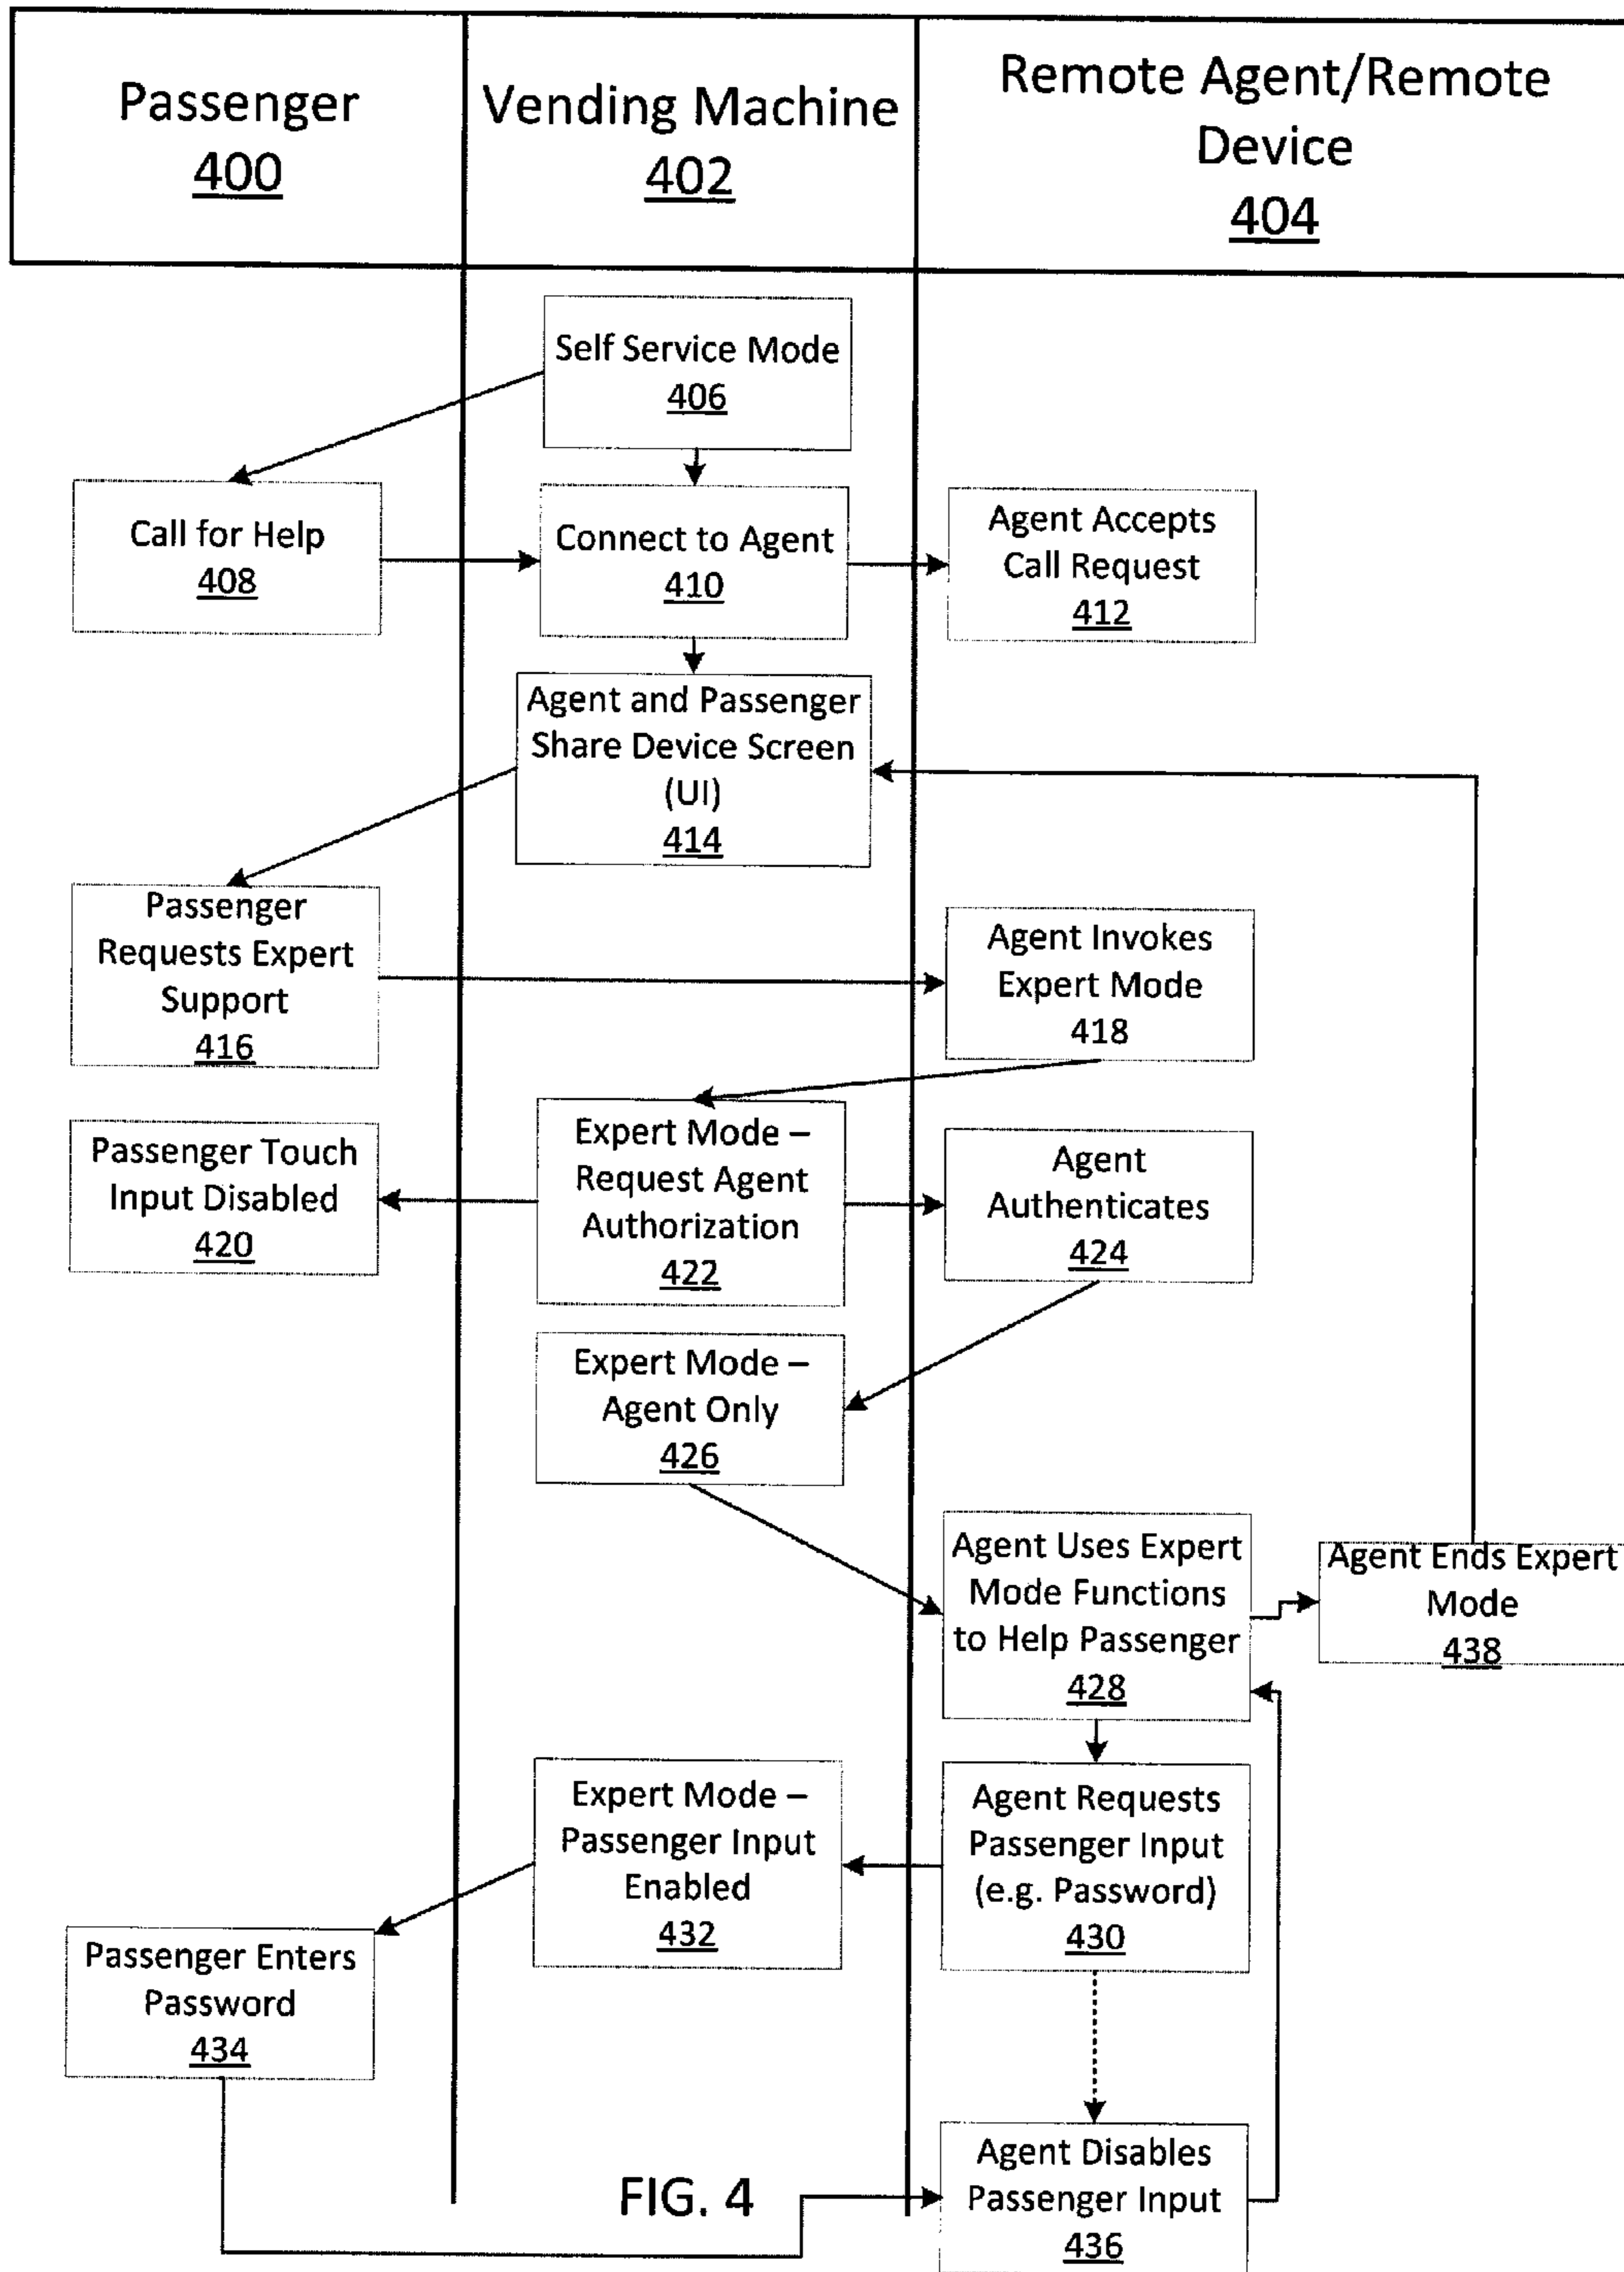 Passenger
400
Vending Machine
402
Remote Agent/Remote
Device
404
Self Service Mode
406
Call for Help
408
Connect to Agent
410
Agent Accepts
Call Request
412
Agent and Passenger
Share Device Screen
(UI)
414
Passenger
Requests Expert
Support
416
Agent Invokes
Expert Mode
418
Passenger Touch
Input Disabled
420
Expert Mode –
Request Agent
Authorization
422
Agent
Authenticates
424
Expert Mode –
Agent Only
426
Agent Uses Expert
Mode Functions
to Help Passenger
428
Agent Ends Expert
Mode
438
Expert Mode –
Passenger Input
Enabled
432
Agent Requests
Passenger Input
(e.g. Password)
430
Passenger Enters
Password
434
Agent Disables
Passenger Input
436
FIG. 4